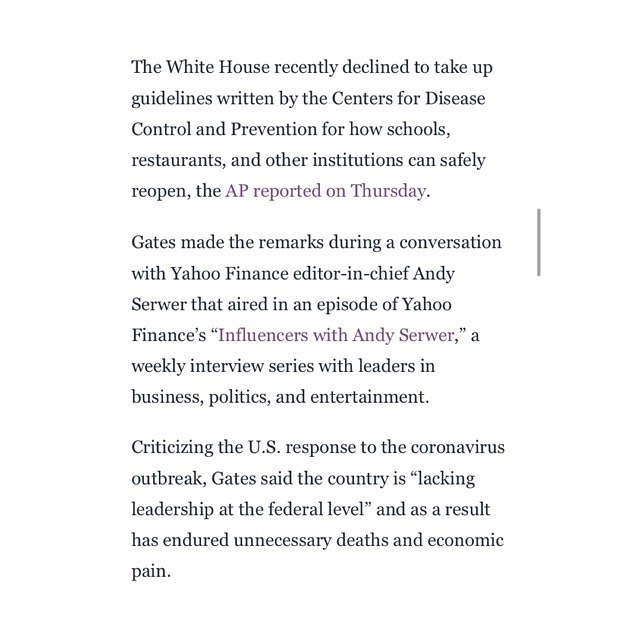 The White House recently declined to take up
guidelines written by the Centers for Disease
Control and Prevention for how schools,
restaurants, and other institutions can safely
reopen, the AP reported on Thursday.
Gates made the remarks during a conversation
with Yahoo Finance editor-in-chief Andy
Serwer that aired in an episode of Yahoo
Finance’s “Influencers with Andy Serwer,” a
weekly interview series with leaders in
business, politics, and entertainment.
Criticizing the U.S. response to the coronavirus
outbreak, Gates said the country is “lacking
leadership at the federal level” and as a result
has endured unnecessary deaths and economic
pain.